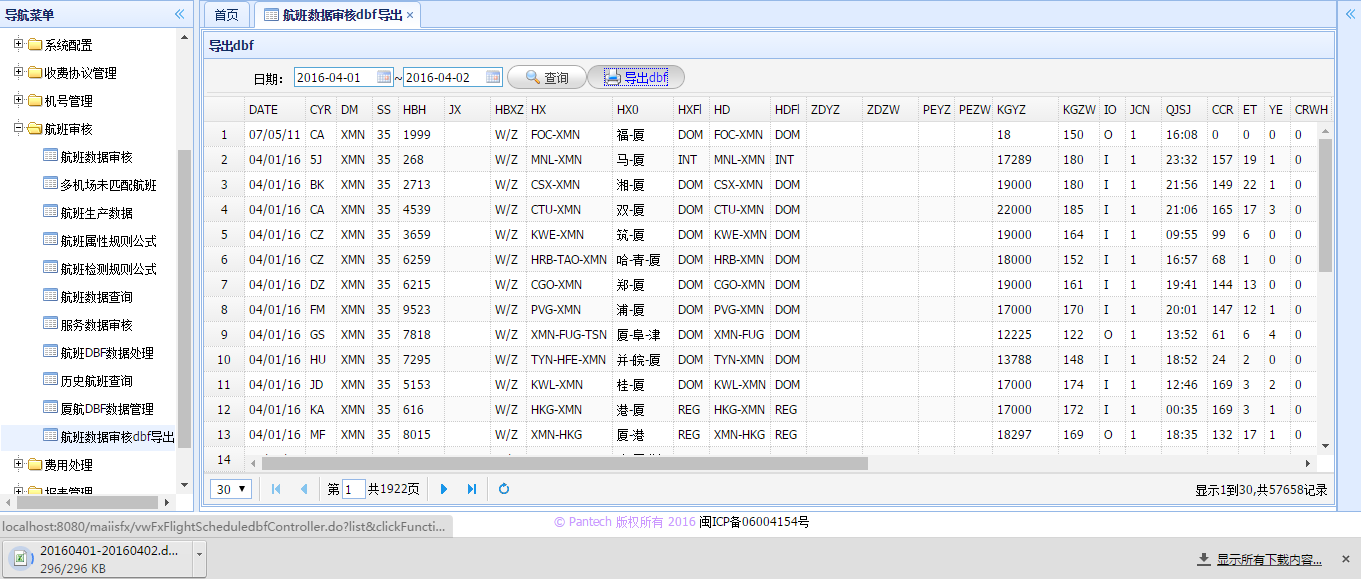 导航菜单
系统配置
收费协议管理
机号管理
航班审核
航班数据审核
多机场未匹配航班
航班生产数据
航班属性规则公式
航班检测规则公式
航班数据查询
服务数据审核
航班DBF数据处理
历史航班查询
厦航DBF数据管理
航班数据审核dbf导出
费用处理
报表管理
首页 航班数据审核dbf导出 ×
导出dbf
日期： 2016-04-01 ~ 2016-04-02 查询 导出dbf
DATE CYR DM SS HBH JX HBXZ HX HX0 HXFl HD HDFl ZDYZ ZDZW PEYZ PEZW KGYZ KGZW IO JCN QJSJ CCR ET YE CRWH
1 07/05/11 CA XMN 35 1999 W/Z FOC-XMN 福-厦 DOM FOC-XMN DOM 18 150 O 1 16:08 0 0 0 0
2 04/01/16 5J XMN 35 268 W/Z MNL-XMN 马-厦 INT MNL-XMN INT 17289 180 I 1 23:32 157 19 1 0
3 04/01/16 BK XMN 35 2713 W/Z CSX-XMN 湘-厦 DOM CSX-XMN DOM 19000 180 I 1 21:56 149 22 1 0
4 04/01/16 CA XMN 35 4539 W/Z CTU-XMN 双-厦 DOM CTU-XMN DOM 22000 185 I 1 21:06 165 17 3 0
5 04/01/16 CZ XMN 35 3659 W/Z KWE-XMN 筑-厦 DOM KWE-XMN DOM 19000 164 I 1 09:55 99 6 0 0
6 04/01/16 CZ XMN 35 6259 W/Z HRB-TAO-XMN 哈-青-厦 DOM HRB-XMN DOM 18000 152 I 1 16:57 68 1 0 0
7 04/01/16 DZ XMN 35 6215 W/Z CGO-XMN 郑-厦 DOM CGO-XMN DOM 19000 161 I 1 19:41 144 13 0 0
8 04/01/16 FM XMN 35 9523 W/Z PVG-XMN 浦-厦 DOM PVG-XMN DOM 17000 170 I 1 20:01 147 12 1 0
9 04/01/16 GS XMN 35 7818 W/Z XMN-FUG-TSN 厦-阜-津 DOM XMN-FUG DOM 12225 122 O 1 13:52 61 6 4 0
10 04/01/16 HU XMN 35 7295 W/Z TYN-HFE-XMN 并-皖-厦 DOM TYN-XMN DOM 13788 148 I 1 18:52 24 2 0 0
11 04/01/16 JD XMN 35 5153 W/Z KWL-XMN 桂-厦 DOM KWL-XMN DOM 17000 174 I 1 12:46 169 3 2 0
12 04/01/16 KA XMN 35 616 W/Z HKG-XMN 港-厦 REG HKG-XMN REG 17000 172 I 1 00:35 169 3 1 0
13 04/01/16 MF XMN 35 8015 W/Z XMN-HKG 厦-港 REG XMN-HKG REG 18297 169 O 1 18:35 132 17 1 0
14
30 第 1 共1922页 显示1到30,共57658记录
localhost:8080/maiisfx/vwFxFlightScheduledbfController.do?list&clickFuncti...
© Pantech 版权所有 2016 闽ICP备06004154号
20160401-20160402.d...
296/296 KB
显示所有下载内容...